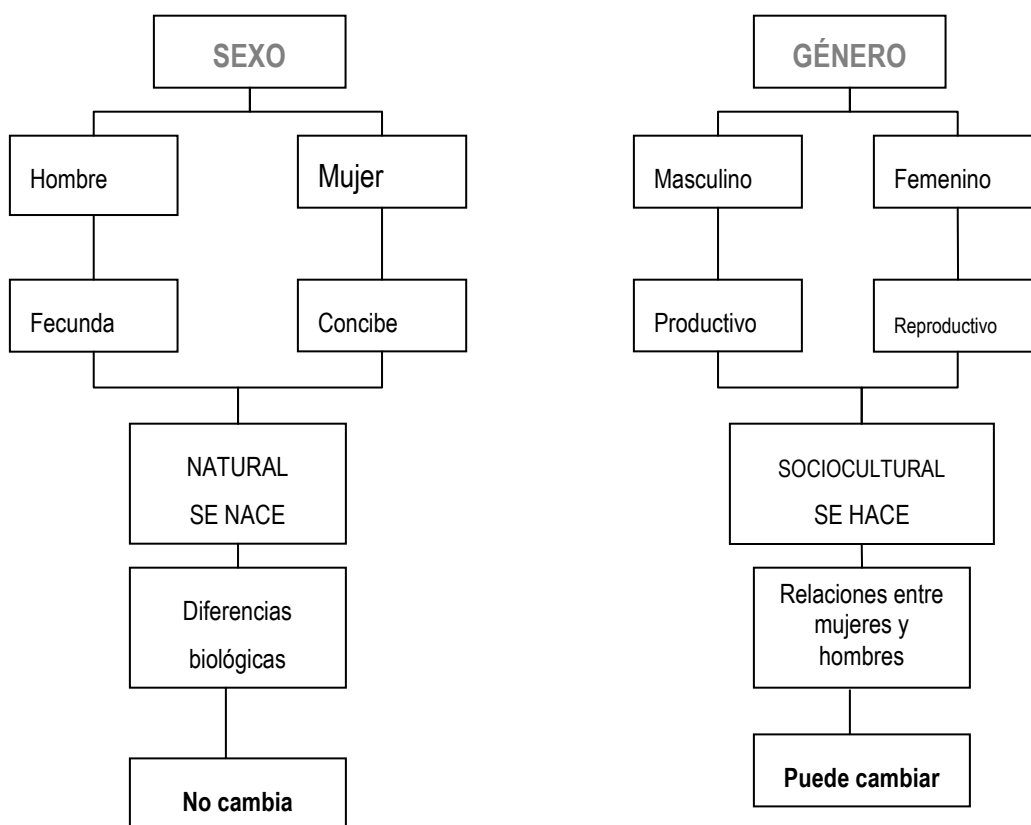 SEXO
Hombre
Mujer
Fecunda
Concibe
NATURAL
SE NACE
Diferencias
biológicas
No cambia
GÉNERO
Masculino
Femenino
Productivo
Reproductivo
SOCIOCULTURAL
SE HACE
Relaciones entre
mujeres y
hombres
Puede cambiar